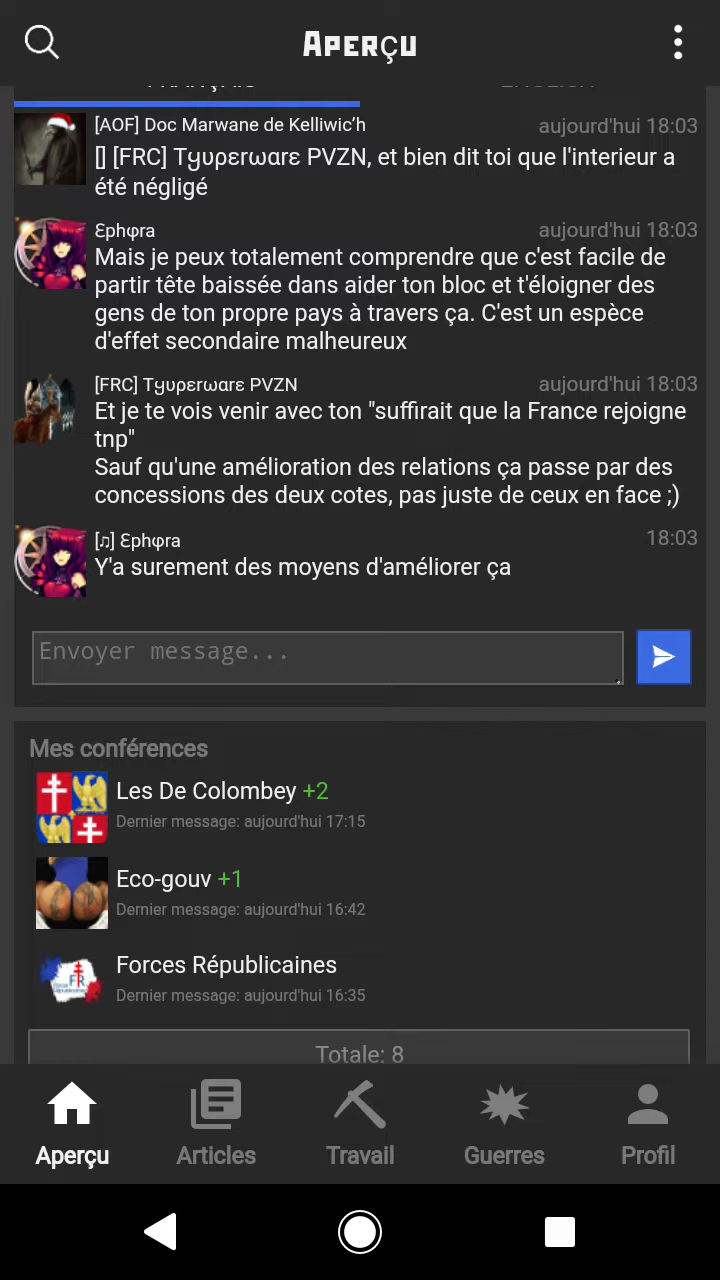 Aperçu
FRANÇAIS
ENGLISH
[AOF] Doc Marwane de Kelliwic’h
aujourd'hui 18:03
[] [FRC] Tყυρεrωαrε PVZN, et bien dit toi que l'interieur a
été négligé
Ɛphφra
aujourd'hui 18:03
Mais je peux totalement comprendre que c'est facile de
partir tête baissée dans aider ton bloc et t'éloigner des
gens de ton propre pays à travers ça. C'est un espèce
d'effet secondaire malheureux
[FRC] Tყυρεrωαrε PVZN
aujourd'hui 18:03
Et je te vois venir avec ton "suffirait que la France rejoigne
tnp"
Sauf qu'une amélioration des relations ça passe par des
concessions des deux cotes, pas juste de ceux en face ;)
[♫] Ɛphφra
18:03
Y'a surement des moyens d'améliorer ça
Envoyer message...
Mes conférences
Les De Colombey +2
Dernier message: aujourd'hui 17:15
Eco-gouv +1
Dernier message: aujourd'hui 16:42
Forces Républicaines
Dernier message: aujourd'hui 16:35
Totale: 8
Aperçu
Articles
Travail
Guerres
Profil